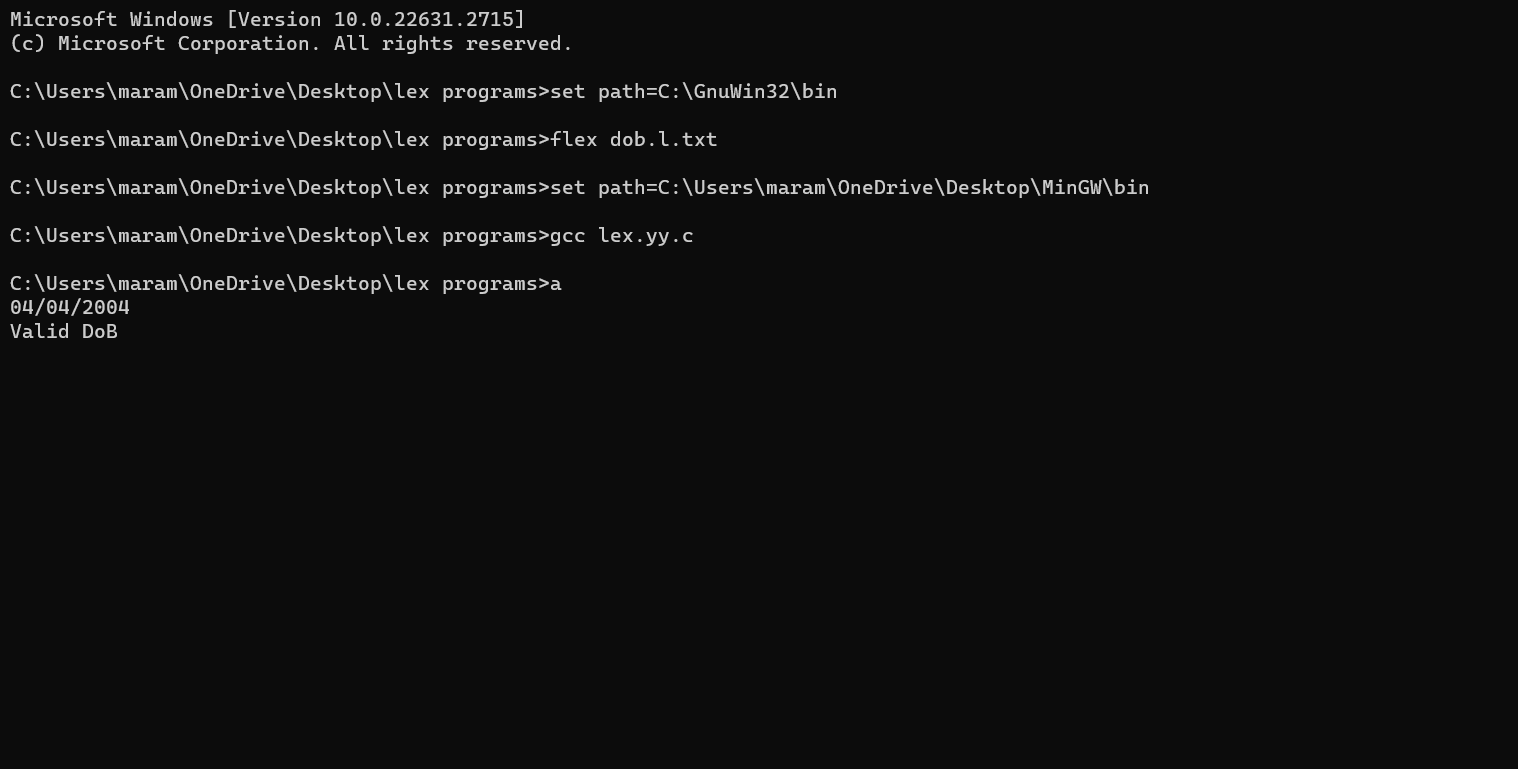 Microsoft Windows [Version 10.0.22631.2715]
(c) Microsoft Corporation. All rights reserved.
C:\Users\maram\OneDrive\Desktop\lex programs>set path=C:\GnuWin32\bin
C:\Users\maram\OneDrive\Desktop\lex programs>flex dob.l.txt
C:\Users\maram\OneDrive\Desktop\lex programs>set path=C:\Users\maram\OneDrive\Desktop\MinGW\bin
C:\Users\maram\OneDrive\Desktop\lex programs>gcc lex.yy.c
C:\Users\maram\OneDrive\Desktop\lex programs>a
04/04/2004
Valid DoB